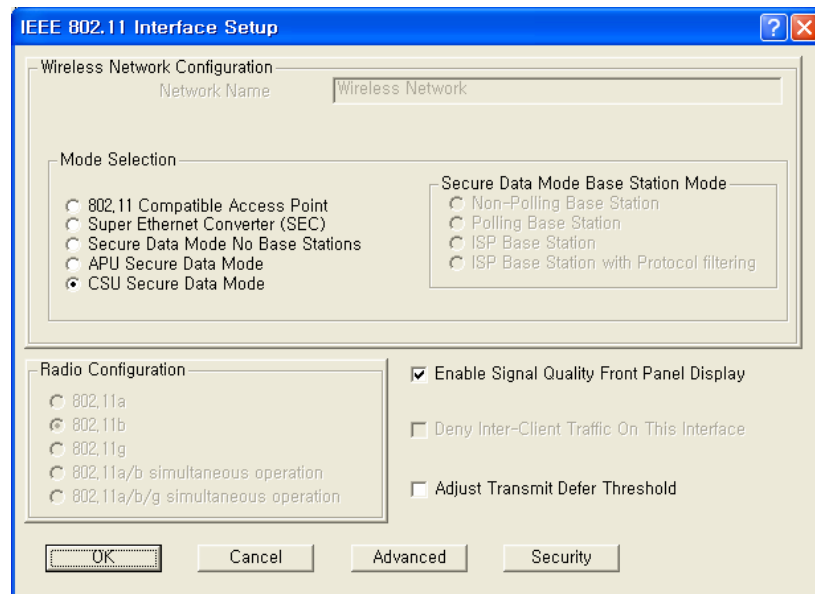 IEEE 802.11 Interface Setup
Wireless Network Configuration
Network Name
Wireless Network
Mode Selection
802.11 Compatible Access Point
Super Ethernet Converter (SEC)
Secure Data Mode No Base Stations
APU Secure Data Mode
CSU Secure Data Mode
Secure Data Mode Base Station Mode
Non-Polling Base Station
Polling Base Station
ISP Base Station
ISP Base Station with Protocol filtering
Radio Configuration
802.11a
802.11b
802.11g
802.11a/b simultaneous operation
802.11a/b/g simultaneous operation
Enable Signal Quality Front Panel Display
Deny Inter-Client Traffic On This Interface
Adjust Transmit Defer Threshold
OK
Cancel
Advanced
Security